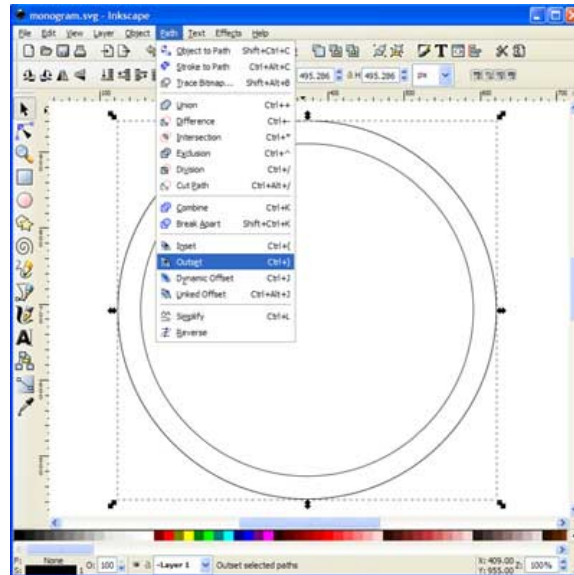 monogram.svg - Inkscape
File Edit View Layer Object Path Text Effects Help
Object to Path Shift+Ctrl+C
Stroke to Path Ctrl+Alt+C
Trace Bitmap... Shift+Alt+B
Union Ctrl++
Difference Ctrl+-
Intersection Ctrl+*
Exclusion Ctrl+^
Division Ctrl+/
Cut Path Ctrl+Alt+/
Combine Ctrl+K
Break Apart Shift+Ctrl+K
Inset Ctrl+(
Outset Ctrl+)
Dynamic Offset Ctrl+J
Linked Offset Ctrl+Alt+J
Simplify Ctrl+L
Reverse
495.286 H 495.286 px
F: None
S: 1 O: 100 -Layer 1 Outset selected paths X: 409.00 Y: 955.00 Z: 100%